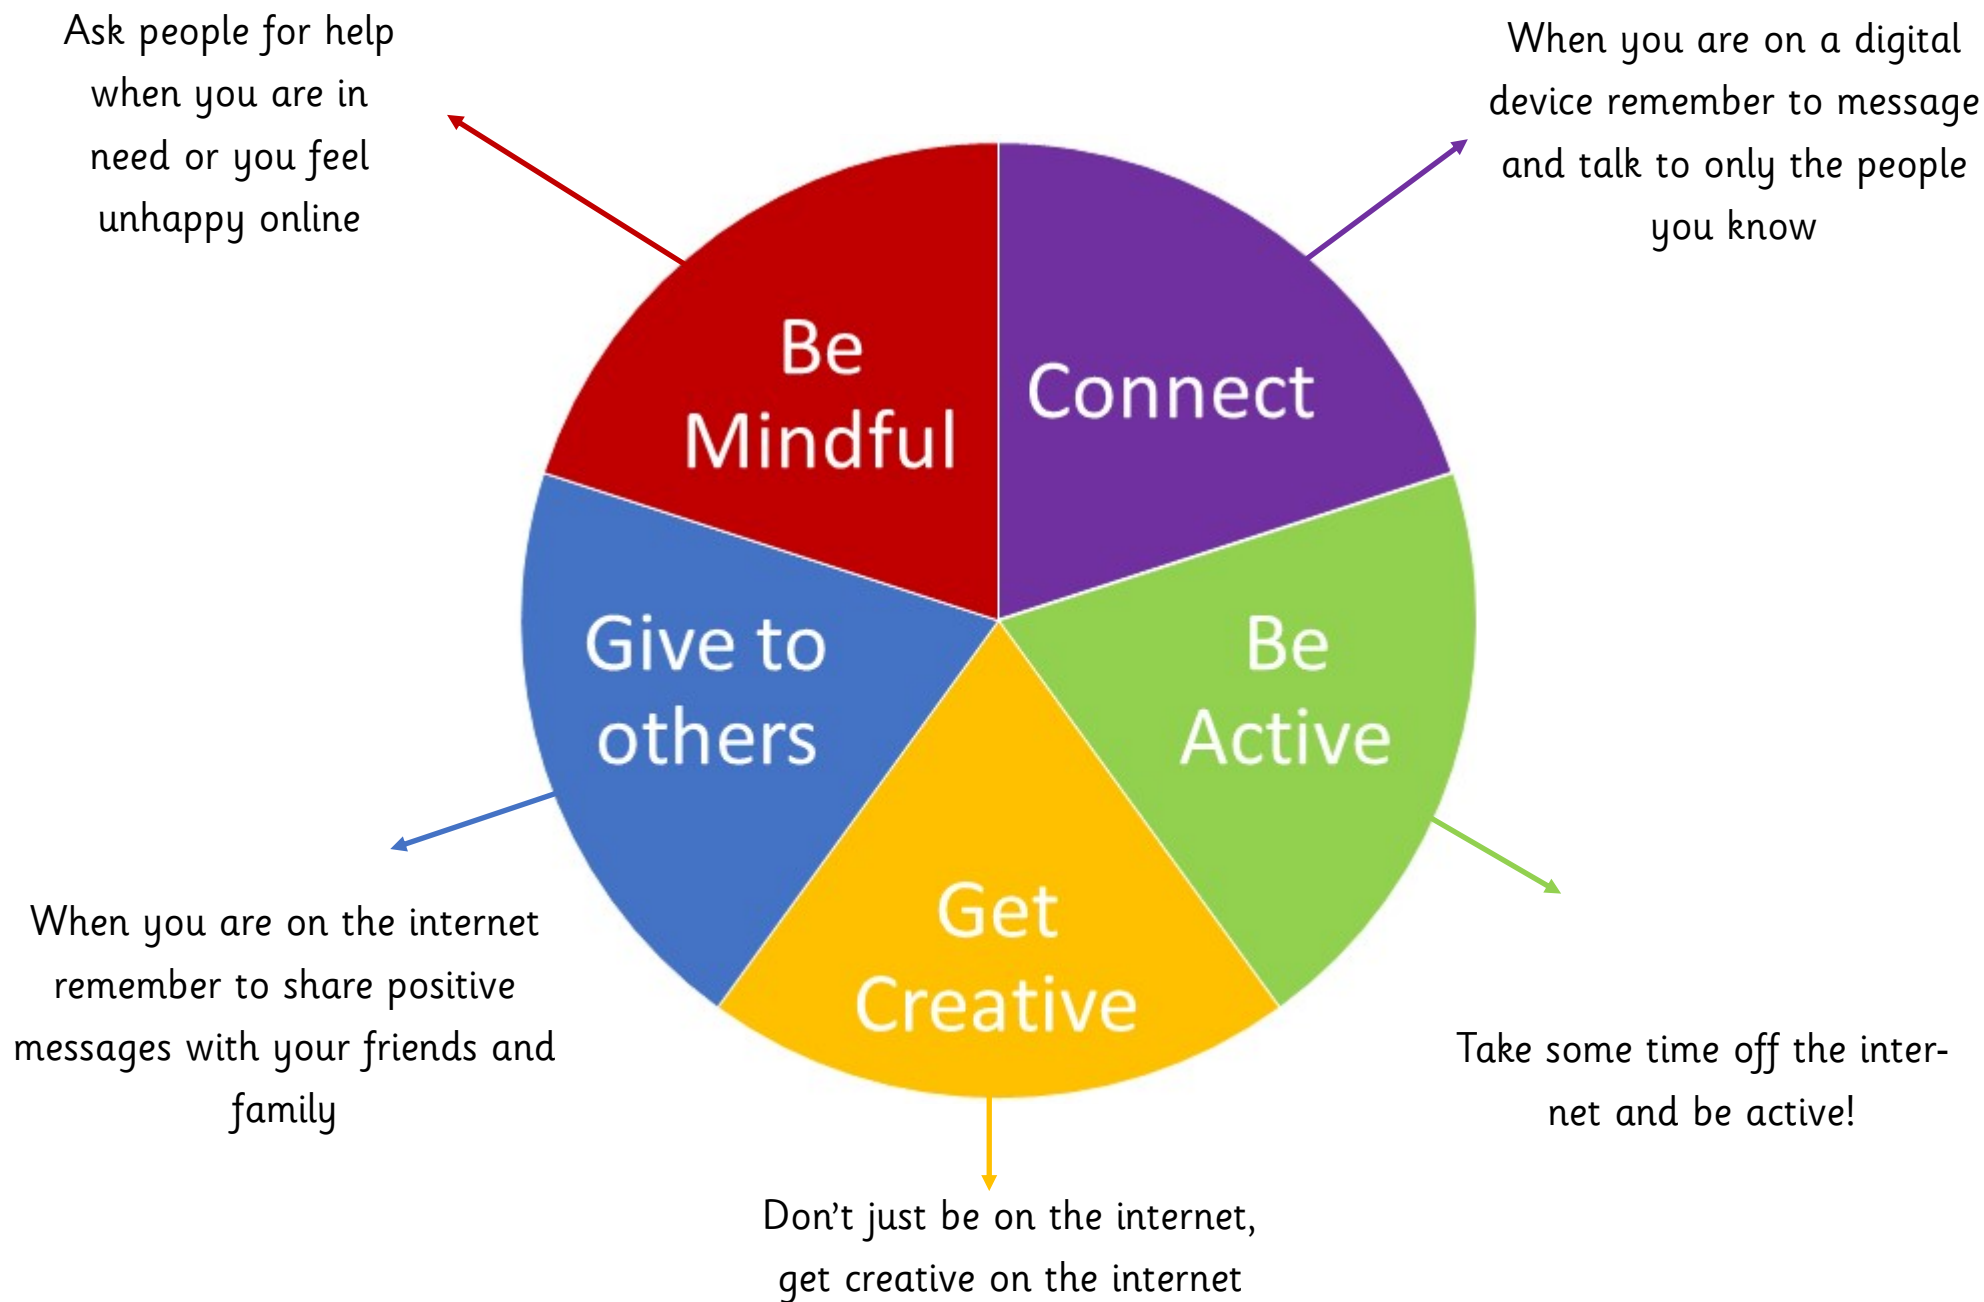 Ask people for help
when you are in
need or you feel
unhappy online
When you are on a digital
device remember to message
and talk to only the people
you know
Be
Mindful
Connect
Give to
others
Be
Active
Get
Creative
When you are on the internet
remember to share positive
messages with your friends and
family
Take some time off the inter-
net and be active!
Don't just be on the internet,
get creative on the internet